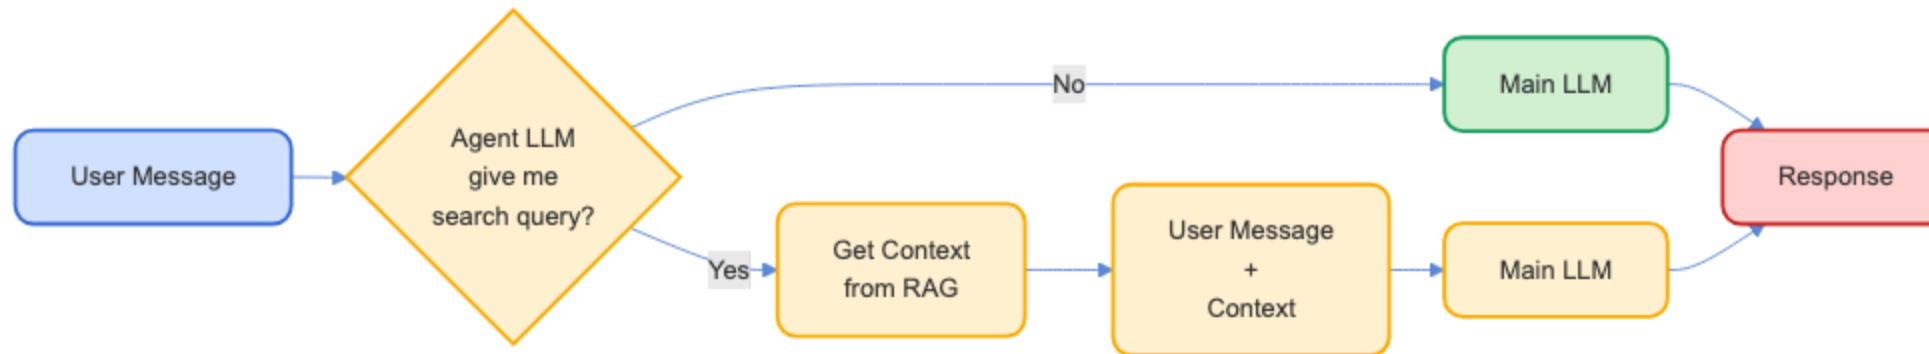 User Message
Agent LLM
give me
search query?
No
Yes
Get Context
from RAG
User Message
+
Context
Main LLM
Main LLM
Response